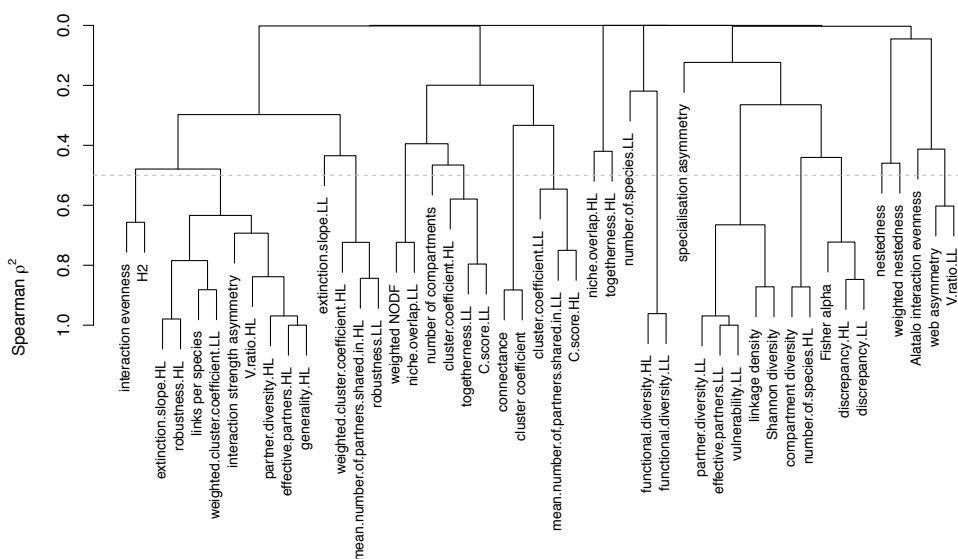 Spearman ρ2
0.0
0.2
0.4
0.6
0.8
1.0
interaction evenness
H2
extinction.slope.HL
robustness.HL
links per species
weighted.cluster.coefficient.LL
interaction strength asymmetry
V.ratio.HL
partner.diversity.HL
effective.partners.HL
generality.HL
extinction.slope.LL
weighted.cluster.coefficient.HL
mean.number.of.partners.shared.in.HL
robustness.LL
weighted NODF
niche.overlap.LL
number of compartments
cluster.coefficient.HL
togetherness.LL
C.score.LL
connectance
cluster coefficient
cluster.coefficient.LL
mean.number.of.partners.shared.in.LL
C.score.HL
niche.overlap.HL
togetherness.HL
number.of.species.LL
functional.diversity.HL
functional.diversity.LL
specialisation asymmetry
partner.diversity.LL
effective.partners.LL
vulnerability.LL
linkage density
Shannon diversity
compartment diversity
number.of.species.HL
Fisher alpha
discrepancy.HL
discrepancy.LL
nestedness
weighted nestedness
Alatalo interaction evenness
web asymmetry
V.ratio.LL